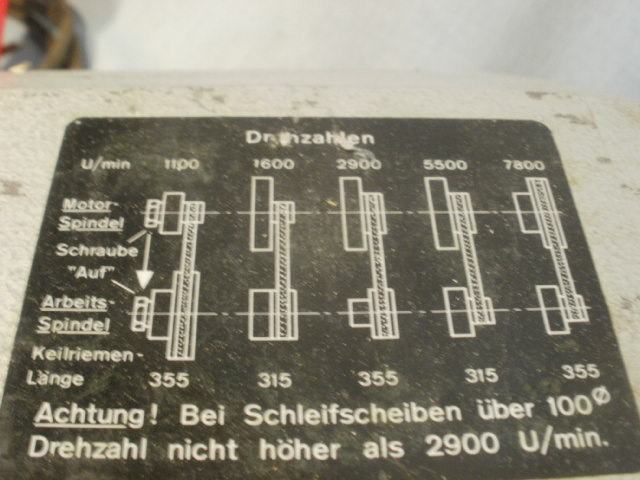 Drehzahlen
U/min 1100 1600 2900 5500 7800
Motor-
Spindel
Schraube
"Auf"
Arbeits-
Spindel
Keilriemen-
Länge 355 315 355 315 355
Achtung! Bei Schleifscheiben über 100 ø
Drehzahl nicht höher als 2900 U/min.